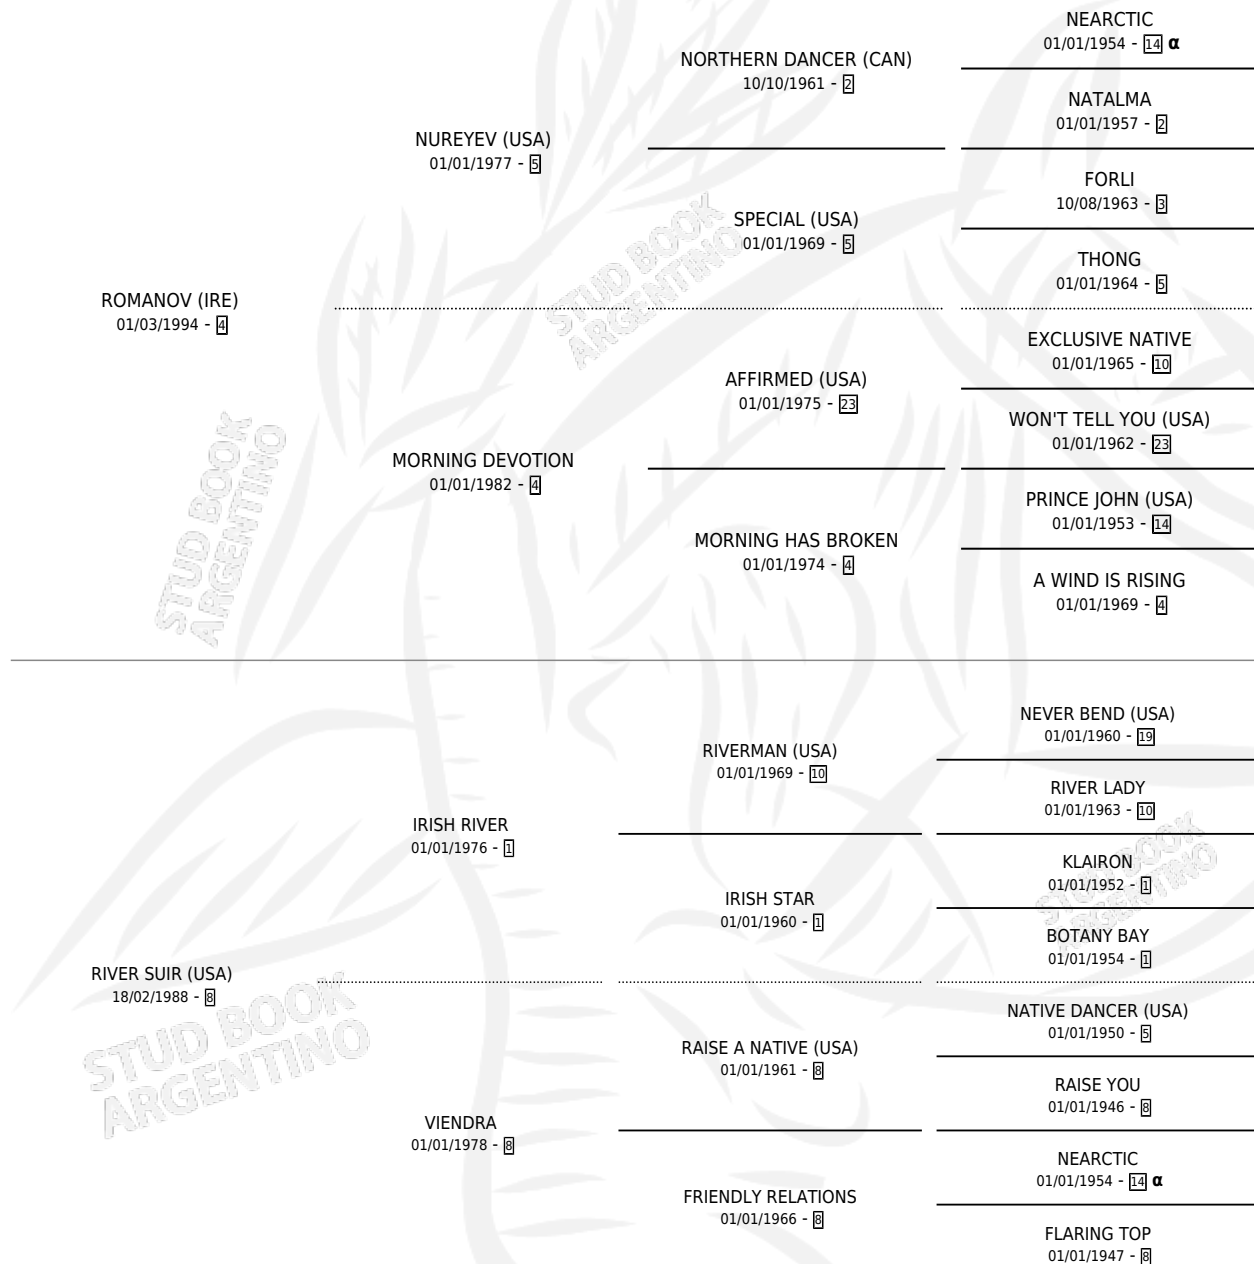 NEARCTIC
01/01/1954 - 14 α
NORTHERN DANCER (CAN)
10/10/1961 - 2
NATALMA
01/01/1957 - 2
NUREYEV (USA)
01/01/1977 - 5
FORLI
10/08/1963 - 3
SPECIAL (USA)
01/01/1969 - 5
THONG
01/01/1964 - 5
STUD BOOK
ARGENTINO
ROMANOV (IRE)
01/03/1994 - 4
EXCLUSIVE NATIVE
01/01/1965 - 10
AFFIRMED (USA)
01/01/1975 - 23
WON'T TELL YOU (USA)
01/01/1962 - 23
MORNING DEVOTION
01/01/1982 - 4
PRINCE JOHN (USA)
01/01/1953 - 14
MORNING HAS BROKEN
01/01/1974 - 4
A WIND IS RISING
01/01/1969 - 4
STUD BOOK
ARGENTINO
NEVER BEND (USA)
01/01/1960 - 19
RIVERMAN (USA)
01/01/1969 - 10
RIVER LADY
01/01/1963 - 10
IRISH RIVER
01/01/1976 - 1
KLAIRON
01/01/1952 - 1
STUD BOOK
ARGENTINO
IRISH STAR
01/01/1960 - 1
BOTANY BAY
01/01/1954 - 1
RIVER SUIR (USA)
18/02/1988 - 8
STUD BOOK
ARGENTINO
NATIVE DANCER (USA)
01/01/1950 - 5
RAISE A NATIVE (USA)
01/01/1961 - 8
RAISE YOU
01/01/1946 - 8
VIENDRA
01/01/1978 - 8
NEARCTIC
01/01/1954 - 14 α
FRIENDLY RELATIONS
01/01/1966 - 8
FLARING TOP
01/01/1947 - 8